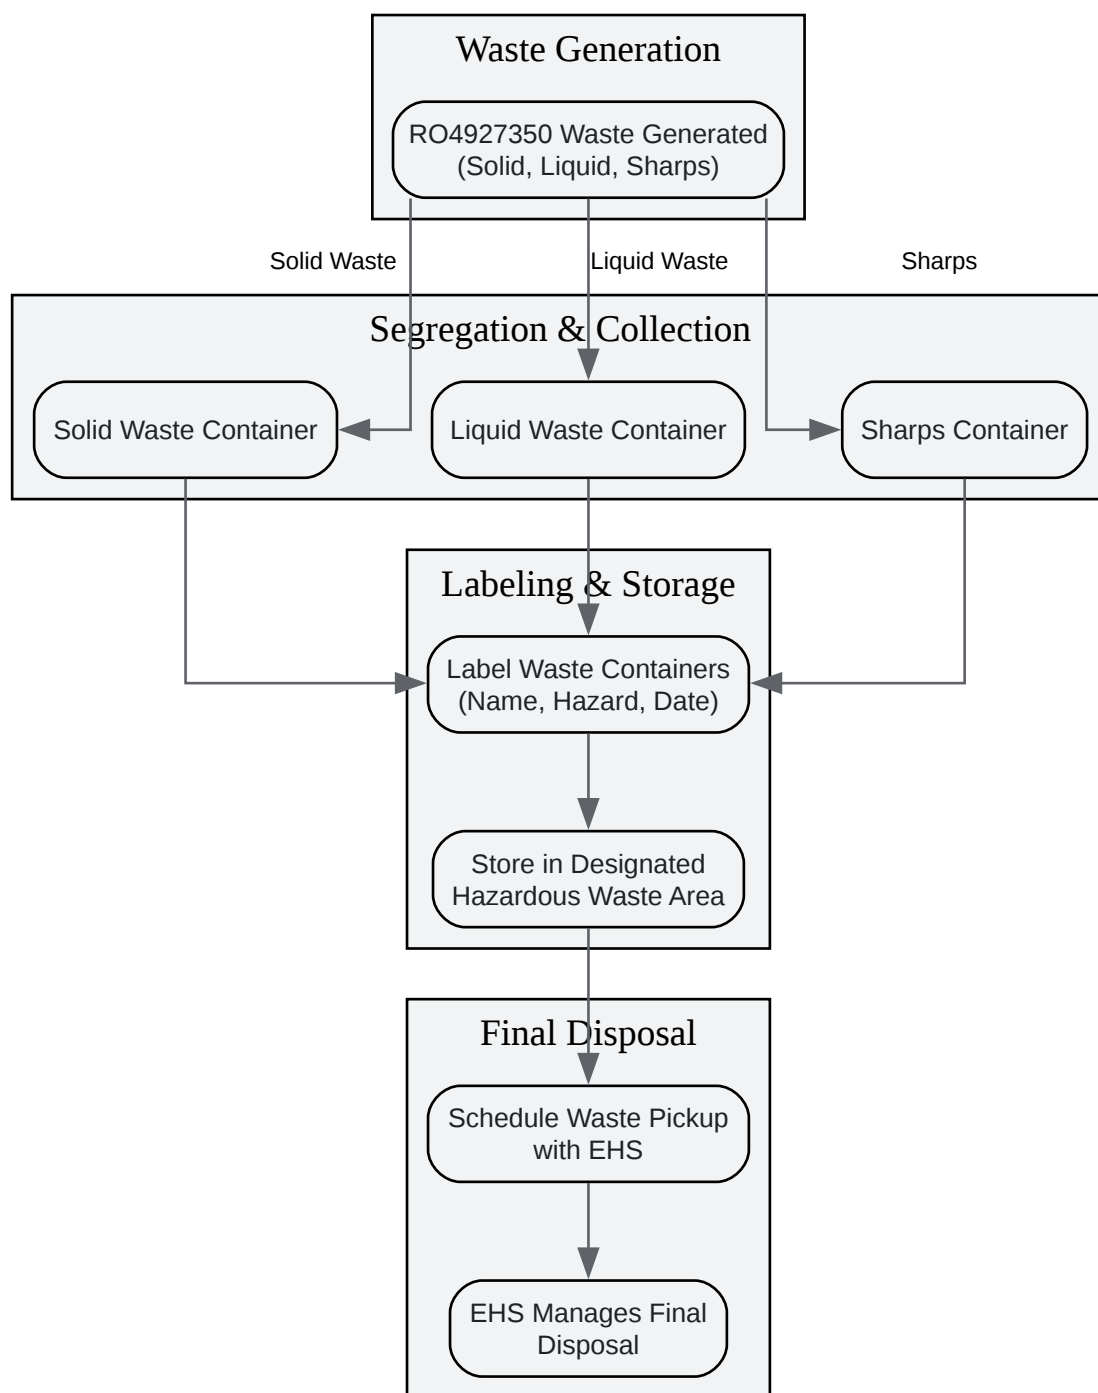 Waste Generation
RO4927350 Waste Generated
(Solid, Liquid, Sharps)
Solid Waste
Liquid Waste
Sharps
Segregation & Collection
Solid Waste Container
Liquid Waste Container
Sharps Container
Labeling & Storage
Label Waste Containers
(Name, Hazard, Date)
Store in Designated
Hazardous Waste Area
Final Disposal
Schedule Waste Pickup
with EHS
EHS Manages Final
Disposal